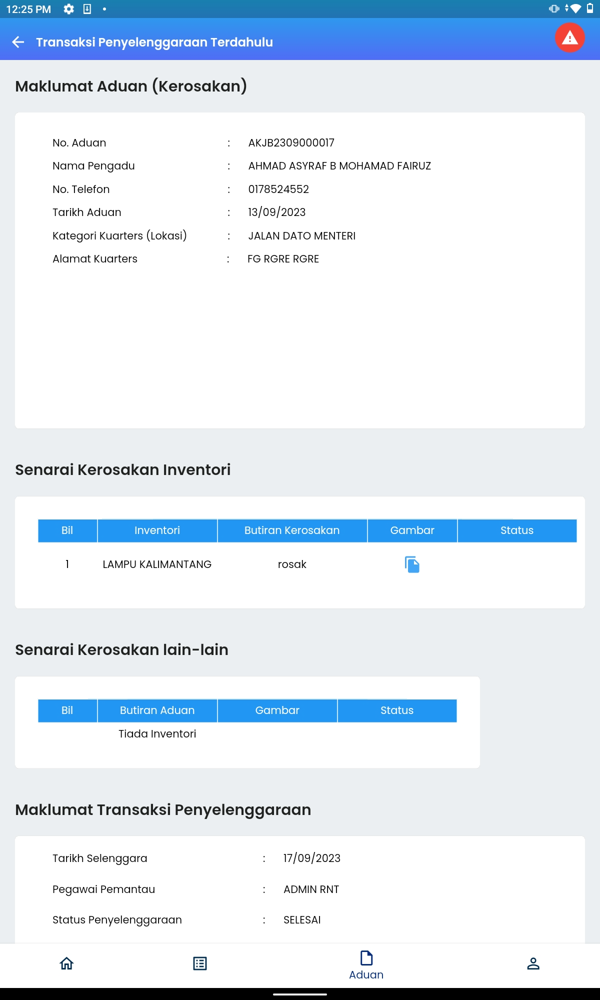 12:25 PM
Transaksi Penyelenggaraan Terdahulu
Maklumat Aduan (Kerosakan)
No. Aduan : AKJB2309000017
Nama Pengadu : AHMAD ASYRAF B MOHAMAD FAIRUZ
No. Telefon : 0178524552
Tarikh Aduan : 13/09/2023
Kategori Kuarters (Lokasi) : JALAN DATO MENTERI
Alamat Kuarters : FG RGRE RGRE
Senarai Kerosakan Inventori
Bil Inventori Butiran Kerosakan Gambar Status
1 LAMPU KALIMANTANG rosak
Senarai Kerosakan lain-lain
Bil Butiran Aduan Gambar Status
Tiada Inventori
Maklumat Transaksi Penyelenggaraan
Tarikh Selenggara : 17/09/2023
Pegawai Pemantau : ADMIN RNT
Status Penyelenggaraan : SELESAI
Aduan